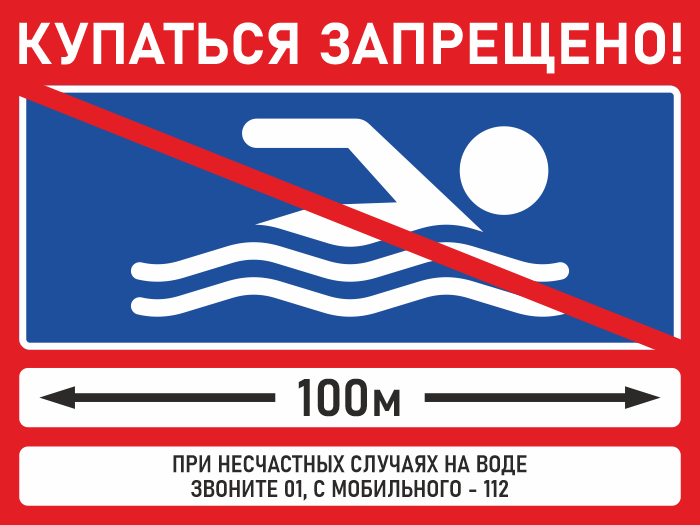 КУПАТЬСЯ ЗАПРЕЩЕНО!
100м
ПРИ НЕСЧАСТНЫХ СЛУЧАЯХ НА ВОДЕ
ЗВОНИТЕ 01, С МОБИЛЬНОГО - 112